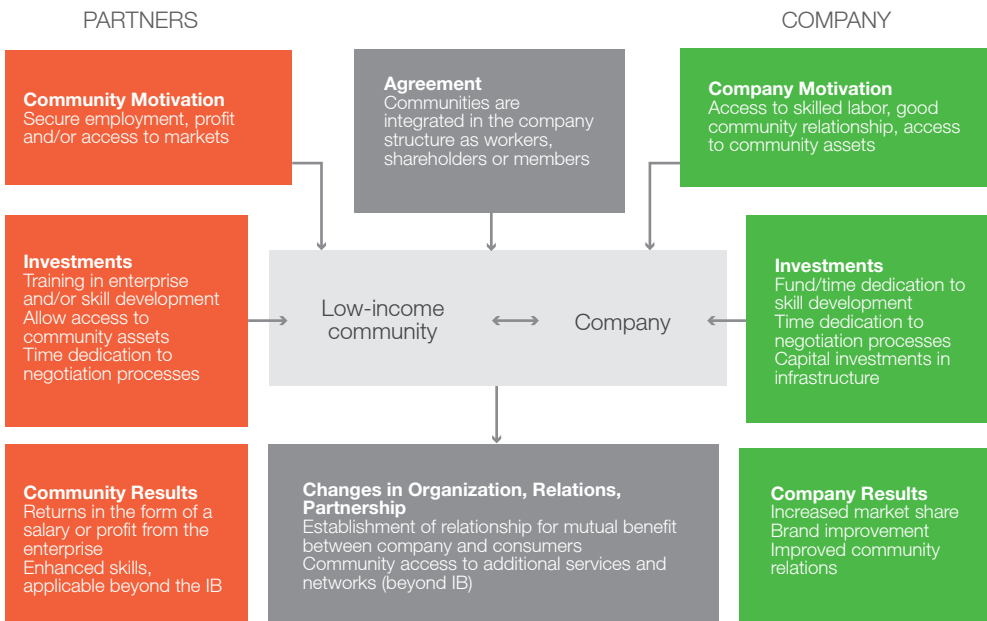 PARTNERS
COMPANY
Community Motivation
Secure employment, profit
and/or access to markets
Agreement
Communities are
integrated in the company
structure as workers,
shareholders or members
Company Motivation
Access to skilled labor, good
community relationship, access
to community assets
Investments
Training in enterprise
and/or skill development
Allow access to
community assets
Time dedication to
negotiation processes
Low-income
community
Company
Investments
Fund/time dedication to
skill development
Time dedication to
negotiation processes
Capital investments in
infrastructure
Community Results
Returns in the form of a
salary or profit from the
enterprise
Enhanced skills,
applicable beyond the IB
Changes in Organization, Relations,
Partnership
Establishment of relationship for mutual benefit
between company and consumers
Community access to additional services and
networks (beyond IB)
Company Results
Increased market share
Brand improvement
Improved community
relations